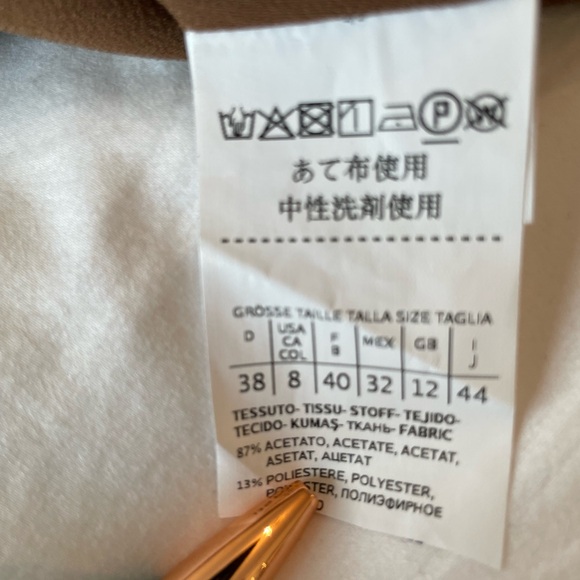 P
W
あて布使用
中性洗剤使用
GRÖSSE TAILLE TALLA SIZE TAGLIA
D USA CA COL F B MEX GB I J
38 8 40 32 12 44
TESSUTO- TISSU- STOFF- TEJIDO-
TECIDO- KUMAŞ- ТКАНЬ- FABRIC
87% ACETATO, ACETATE, ACETAT,
ASETAT, АЦЕТАТ
13% POLIESTERE, POLYESTER,
ПОЛИЭФИРНОЕ